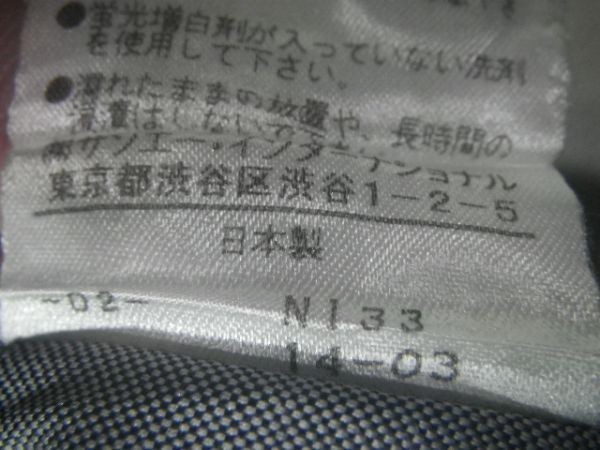 ●蛍光増白剤が入っていない洗剤
を使用して下さい。
●濡れたままの放置や、長時間の
浸漬はしないで下さい。
㈱サンエー・インターナショナル
東京都渋谷区渋谷1-2-5
日本製
-02-
N133
14-03